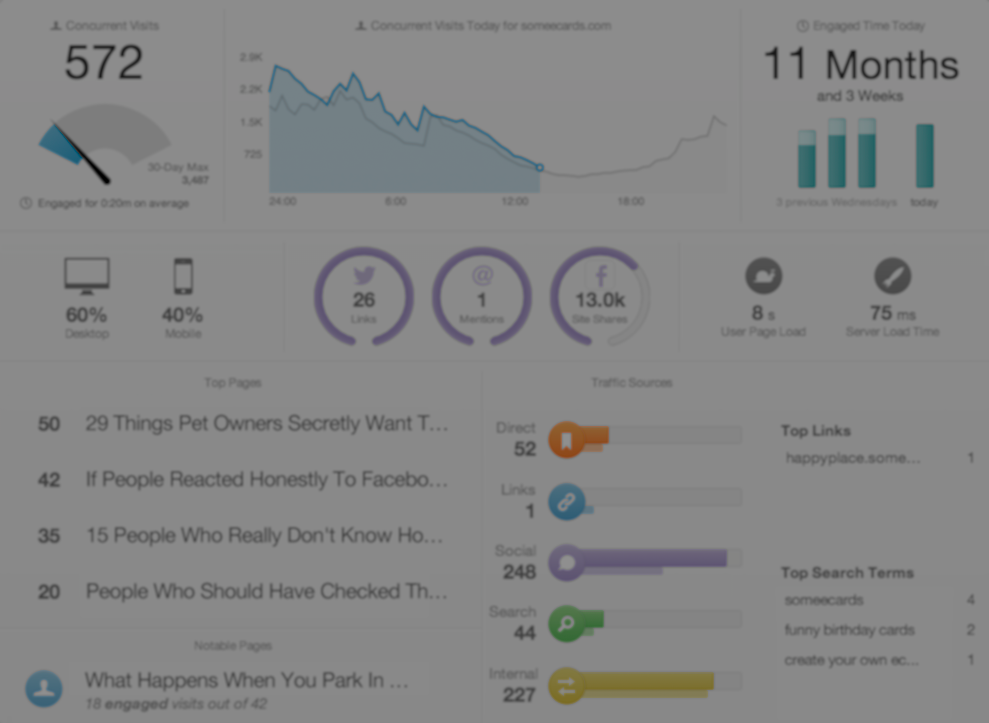 Concurrent Visits
572
30-Day Max
3,487
Engaged for 0:20m on average
Concurrent Visits Today for someecards.com
2.9K
2.2K
1.5K
725
24:00 6:00 12:00 18:00
Engaged Time Today
11 Months
and 3 Weeks
3 previous Wednesdays today
60%
Desktop
40%
Mobile
26
Links
@
1
Mentions
f
13.0k
Site Shares
8 s
User Page Load
75 ms
Server Load Time
Top Pages
50 29 Things Pet Owners Secretly Want T...
42 If People Reacted Honestly To Facebo...
35 15 People Who Really Don't Know Ho...
20 People Who Should Have Checked Th...
Notable Pages
What Happens When You Park In ...
18 engaged visits out of 42
Traffic Sources
Direct
52
Links
1
Social
248
Search
44
Internal
227
Top Links
happyplace.some... 1
Top Search Terms
someecards 4
funny birthday cards 2
create your own ec... 1